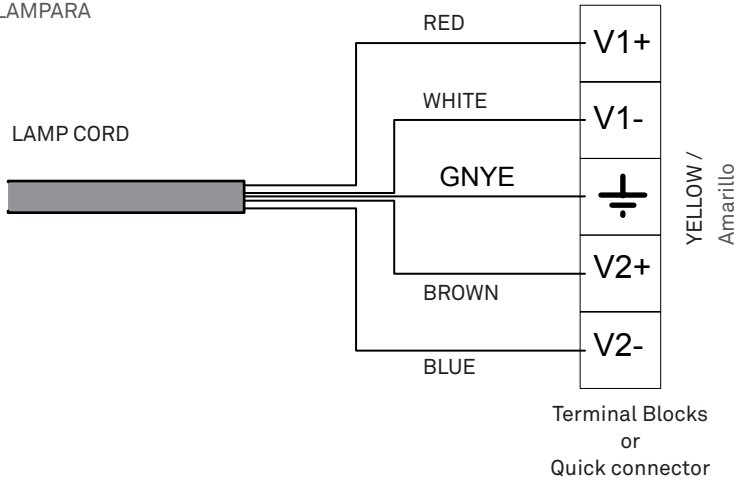 LAMPARA
RED
V1+
WHITE
V1-
LAMP CORD
GNYE
YELLOW /
Amarillo
V2+
BROWN
V2-
BLUE
Terminal Blocks
or
Quick connector